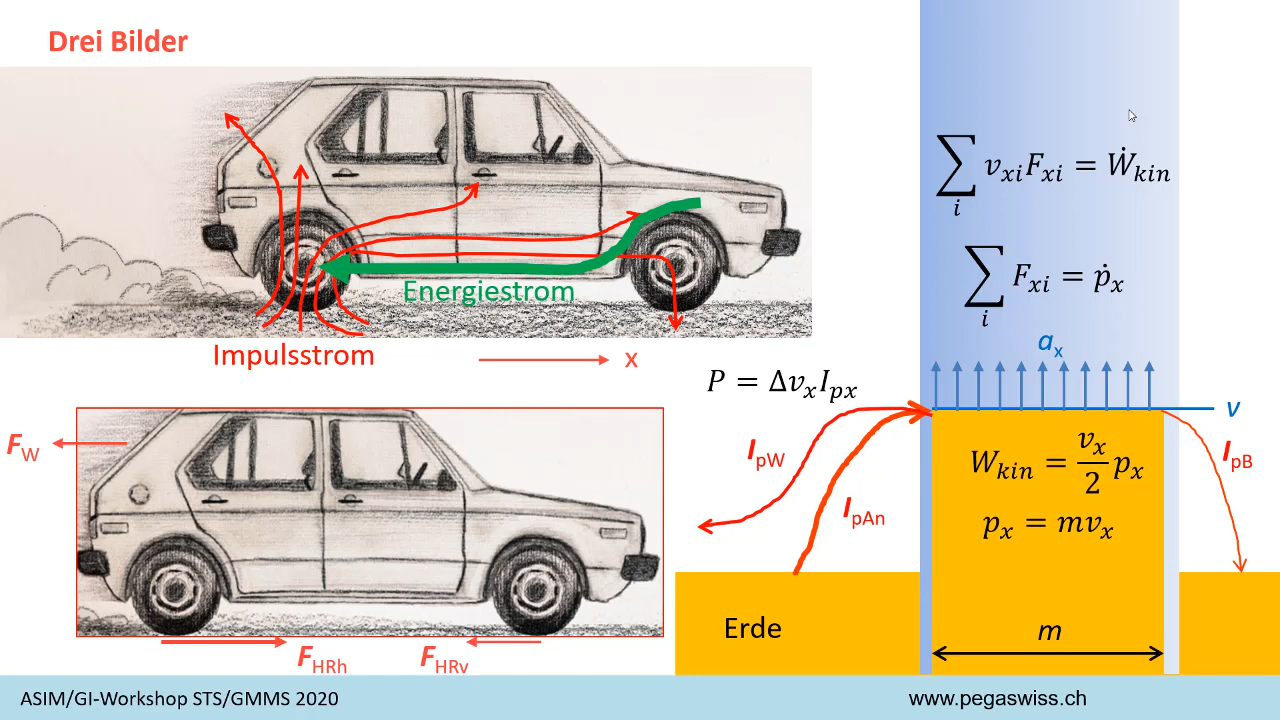 Drei Bilder
Energiestrom
Impulsstrom
x
F_W
F_HRh
F_HRv
P = Δv_x I_px
I_pW
I_pAn
Erde
∑_i v_xi F_xi = Ẇ_kin
∑_i F_xi = ṗ_x
a_x
v
W_kin = v_x/2 p_x
p_x = mv_x
I_pB
m
ASIM/GI-Workshop STS/GMMS 2020
www.pegaswiss.ch